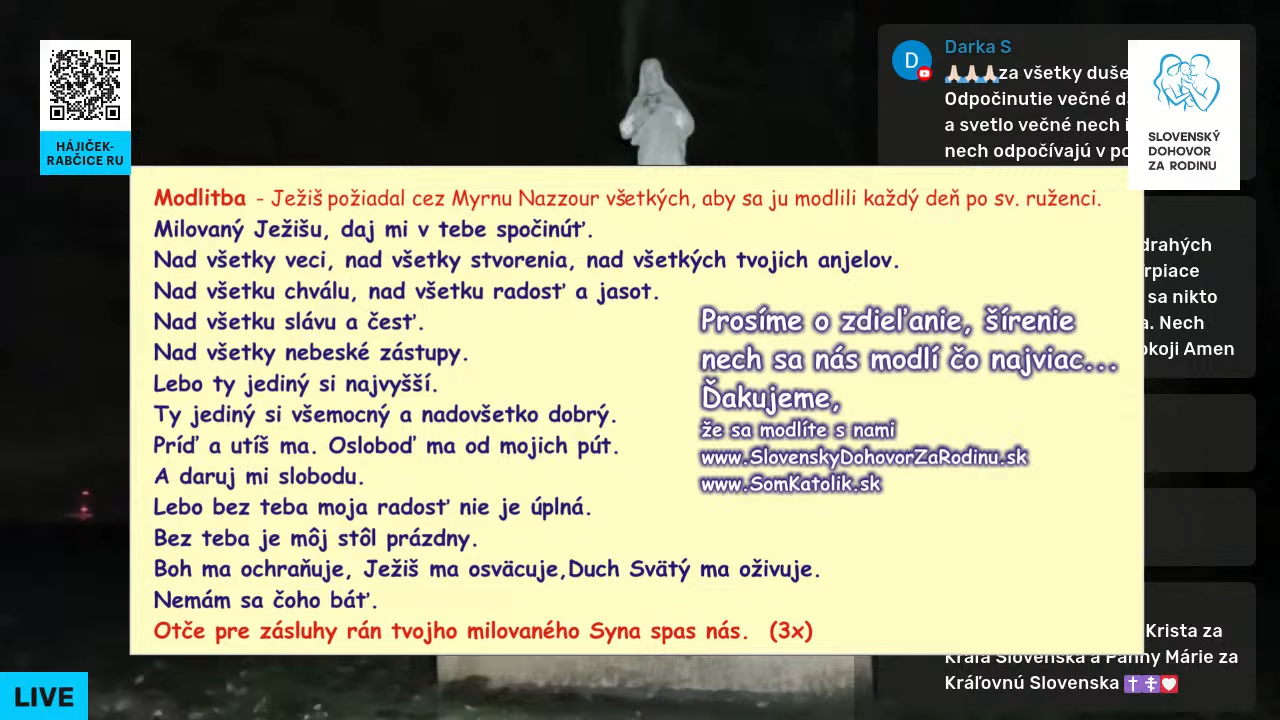 HÁJIČEK-
RABČICE RU
Darka S
🙏🏻🙏🏻🙏🏻za všetky duše
Odpočinutie večné
a svetlo večné nech
nech odpočívajú v
SLOVENSKÝ
DOHOVOR
ZA RODINU
Modlitba - Ježiš požiadal cez Myrnu Nazzour všetkých, aby sa ju modlili každý deň po sv. ruženci.
Milovaný Ježišu, daj mi v tebe spočinúť.
Nad všetky veci, nad všetky stvorenia, nad všetkých tvojich anjelov.
Nad všetku chválu, nad všetku radosť a jasot.
Nad všetku slávu a česť.
Nad všetky nebeské zástupy.
Lebo ty jediný si najvyšší.
Ty jediný si všemocný a nadovšetko dobrý.
Príď a utíš ma. Osloboď ma od mojich pút.
A daruj mi slobodu.
Lebo bez teba moja radosť nie je úplná.
Bez teba je môj stôl prázdny.
Boh ma ochraňuje, Ježiš ma osväcuje,Duch Svätý ma oživuje.
Nemám sa čoho báť.
Otče pre zásluhy rán tvojho milovaného Syna spas nás. (3x)
Prosíme o zdieľanie, šírenie
nech sa nás modlí čo najviac...
Ďakujeme,
že sa modlíte s nami
www.SlovenskyDohovorZaRodinu.sk
www.SomKatolik.sk
sa nikto
Nech
Amen
Krista za
Kráľa Slovenska a Panny Márie za
Kráľovnú Slovenska ✝️☦️💟
LIVE